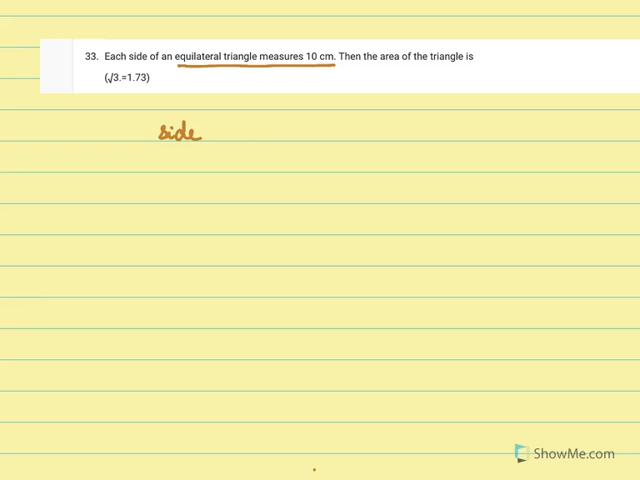 33. Each side of an equilateral triangle measures 10 cm. Then the area of the triangle is
(√3.=1.73)
side
ShowMe.com